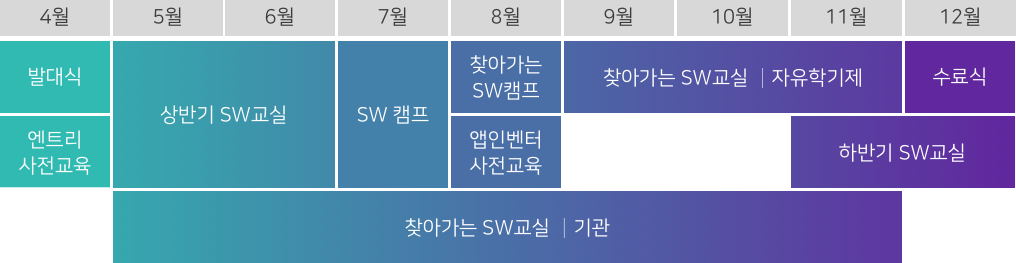 4월 5월 6월 7월 8월 9월 10월 11월 12월
발대식
엔트리
사전교육
상반기 SW교실
SW 캠프
찾아가는
SW캠프
앱인벤터
사전교육
찾아가는 SW교실 | 자유학기제
수료식
하반기 SW교실
찾아가는 SW교실 | 기관